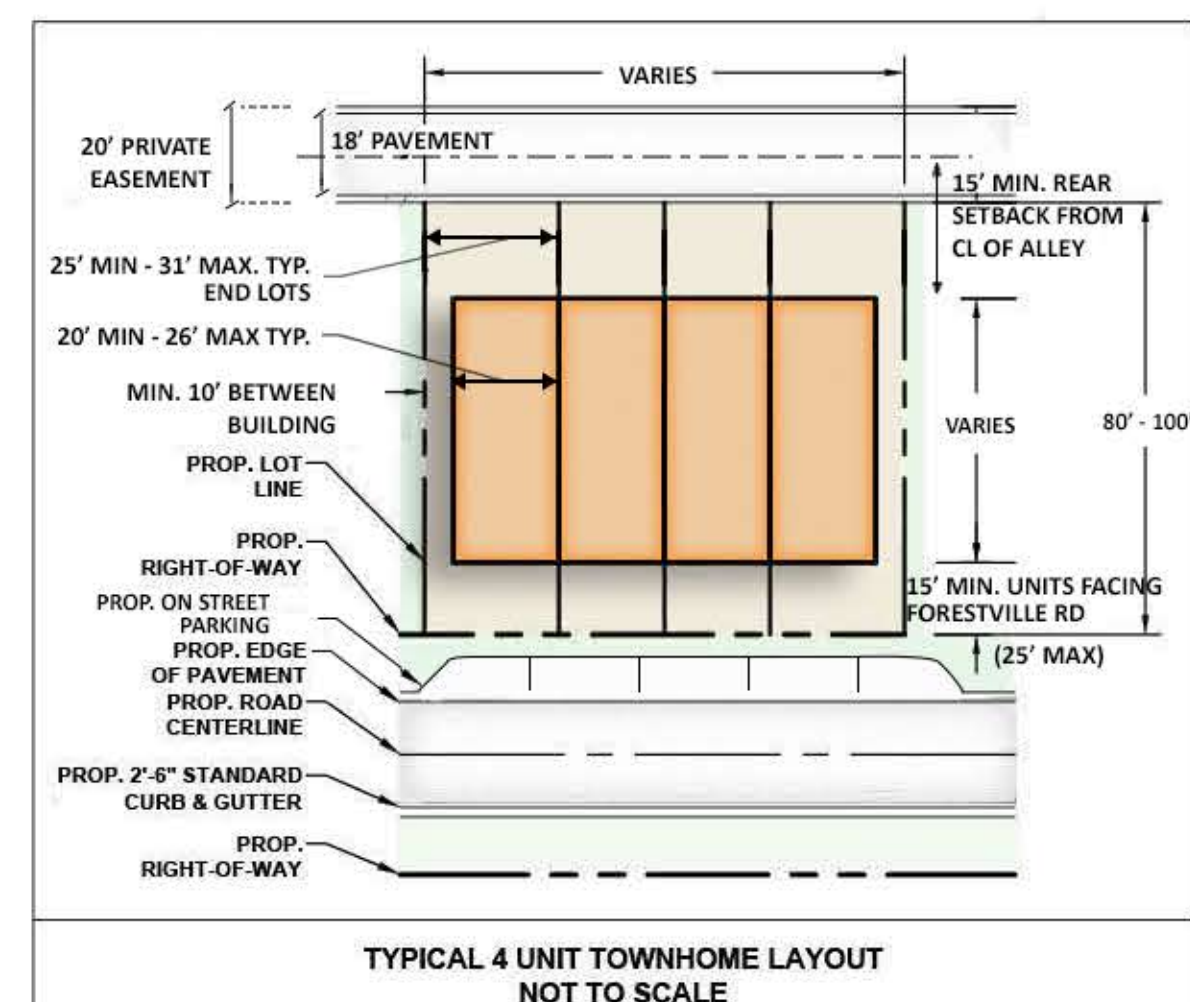 VARIES
20' PRIVATE
EASEMENT
18' PAVEMENT
15' MIN. REAR
SETBACK FROM
CL OF ALLEY
25' MIN - 31' MAX. TYP.
END LOTS
20' MIN - 26' MAX TYP.
MIN. 10' BETWEEN
BUILDING
VARIES
80' - 100'
PROP. LOT
LINE
PROP.
RIGHT-OF-WAY
15' MIN. UNITS FACING
FORESTVILLE RD
(25' MAX)
PROP. ON STREET
PARKING
PROP. EDGE
OF PAVEMENT
PROP. ROAD
CENTERLINE
PROP. 2'-6" STANDARD
CURB & GUTTER
PROP.
RIGHT-OF-WAY
TYPICAL 4 UNIT TOWNHOME LAYOUT
NOT TO SCALE